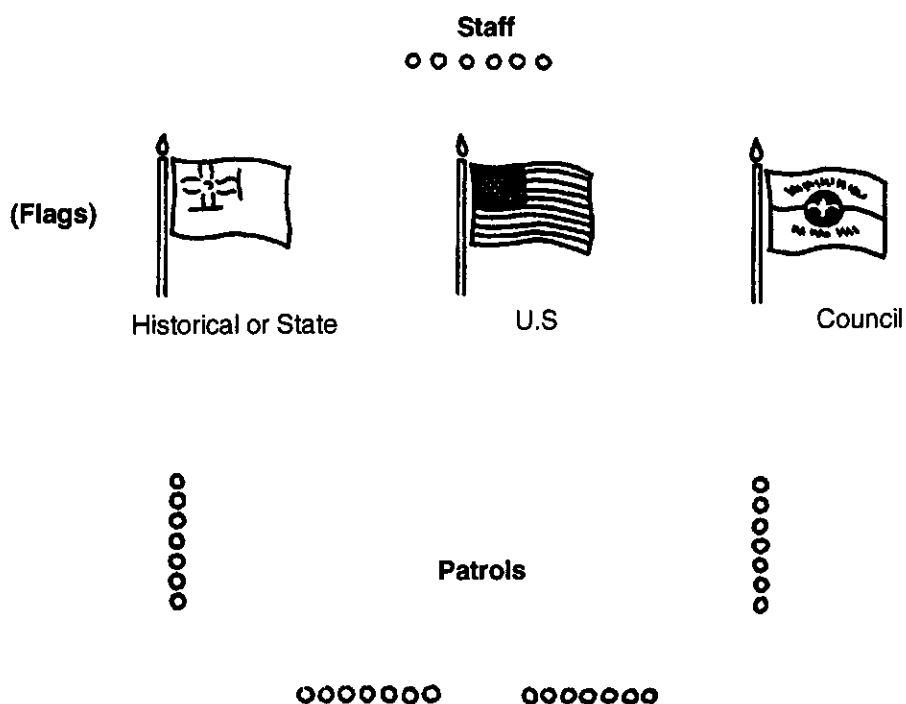 Staff
(Flags)
Historical or State
U.S
Council
Patrols